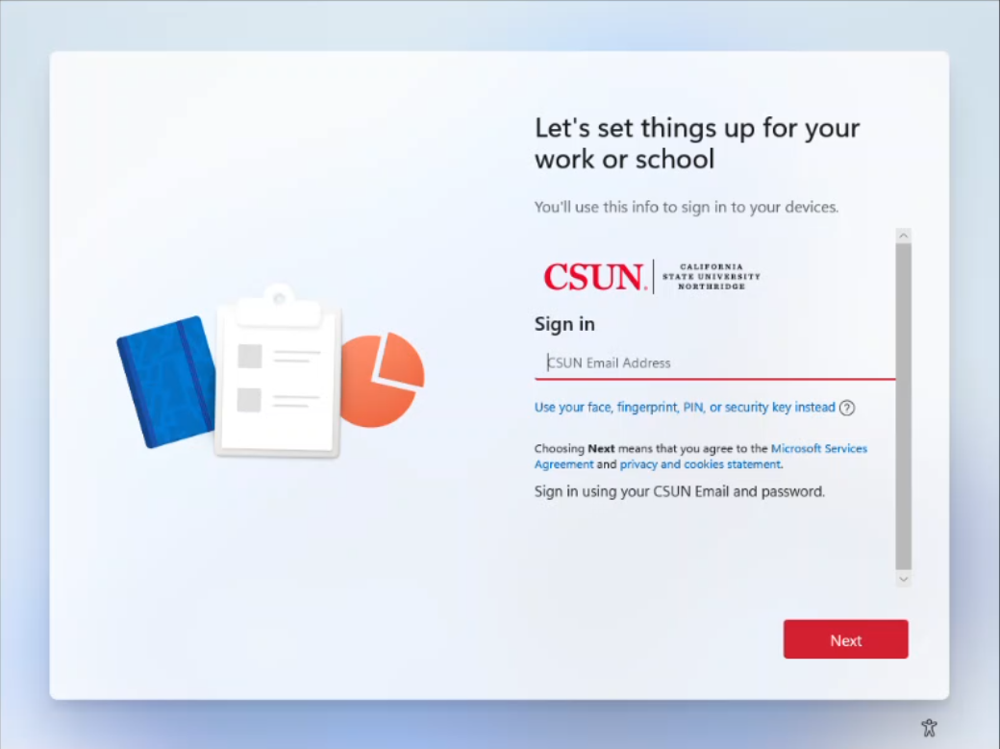 Let's set things up for your
work or school
You'll use this info to sign in to your devices.
CSUN.
CALIFORNIA
STATE UNIVERSITY
NORTHRIDGE
Sign in
CSUN Email Address
Use your face, fingerprint, PIN, or security key instead ?
Choosing Next means that you agree to the Microsoft Services
Agreement and privacy and cookies statement.
Sign in using your CSUN Email and password.
Next